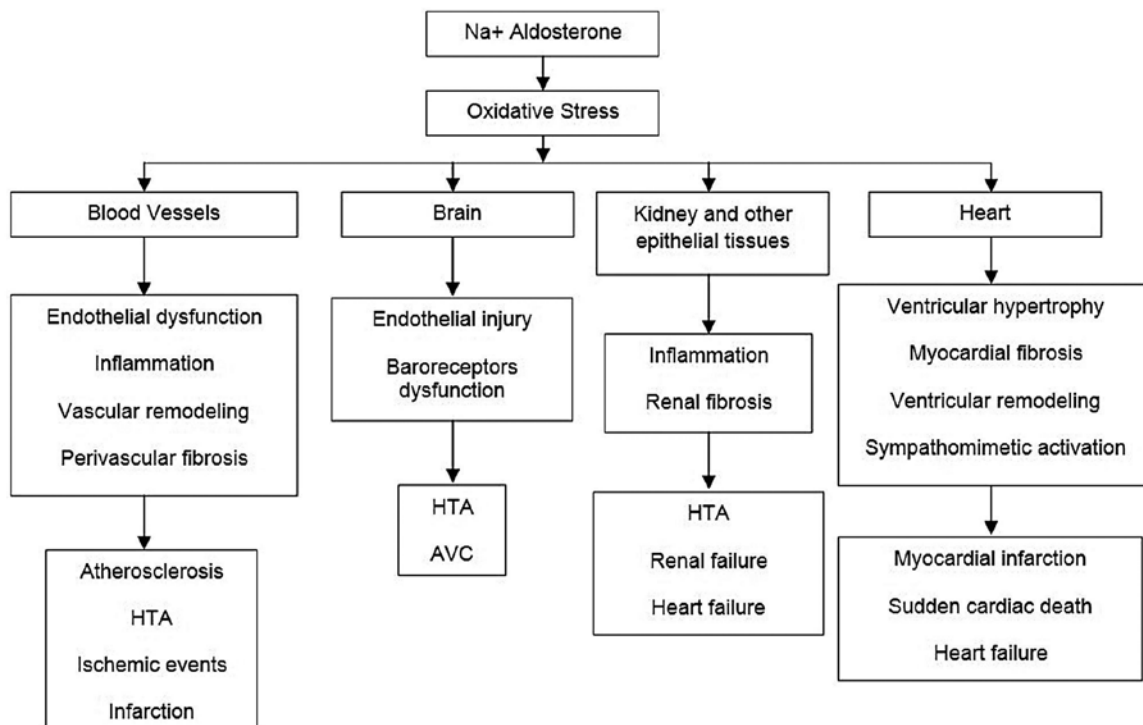 Na+ Aldosterone
Oxidative Stress
Blood Vessels
Brain
Kidney and other
epithelial tissues
Heart
Endothelial dysfunction
Inflammation
Vascular remodeling
Perivascular fibrosis
Endothelial injury
Baroreceptors
dysfunction
Inflammation
Renal fibrosis
Ventricular hypertrophy
Myocardial fibrosis
Ventricular remodeling
Sympathomimetic activation
Atherosclerosis
HTA
Ischemic events
Infarction
HTA
AVC
HTA
Renal failure
Heart failure
Myocardial infarction
Sudden cardiac death
Heart failure